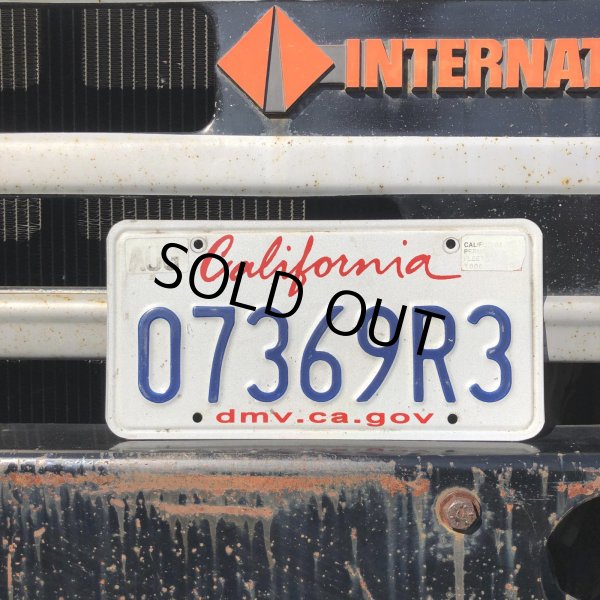 INTERNAT
California
SOLD OUT
07369R3
dmv.ca.gov